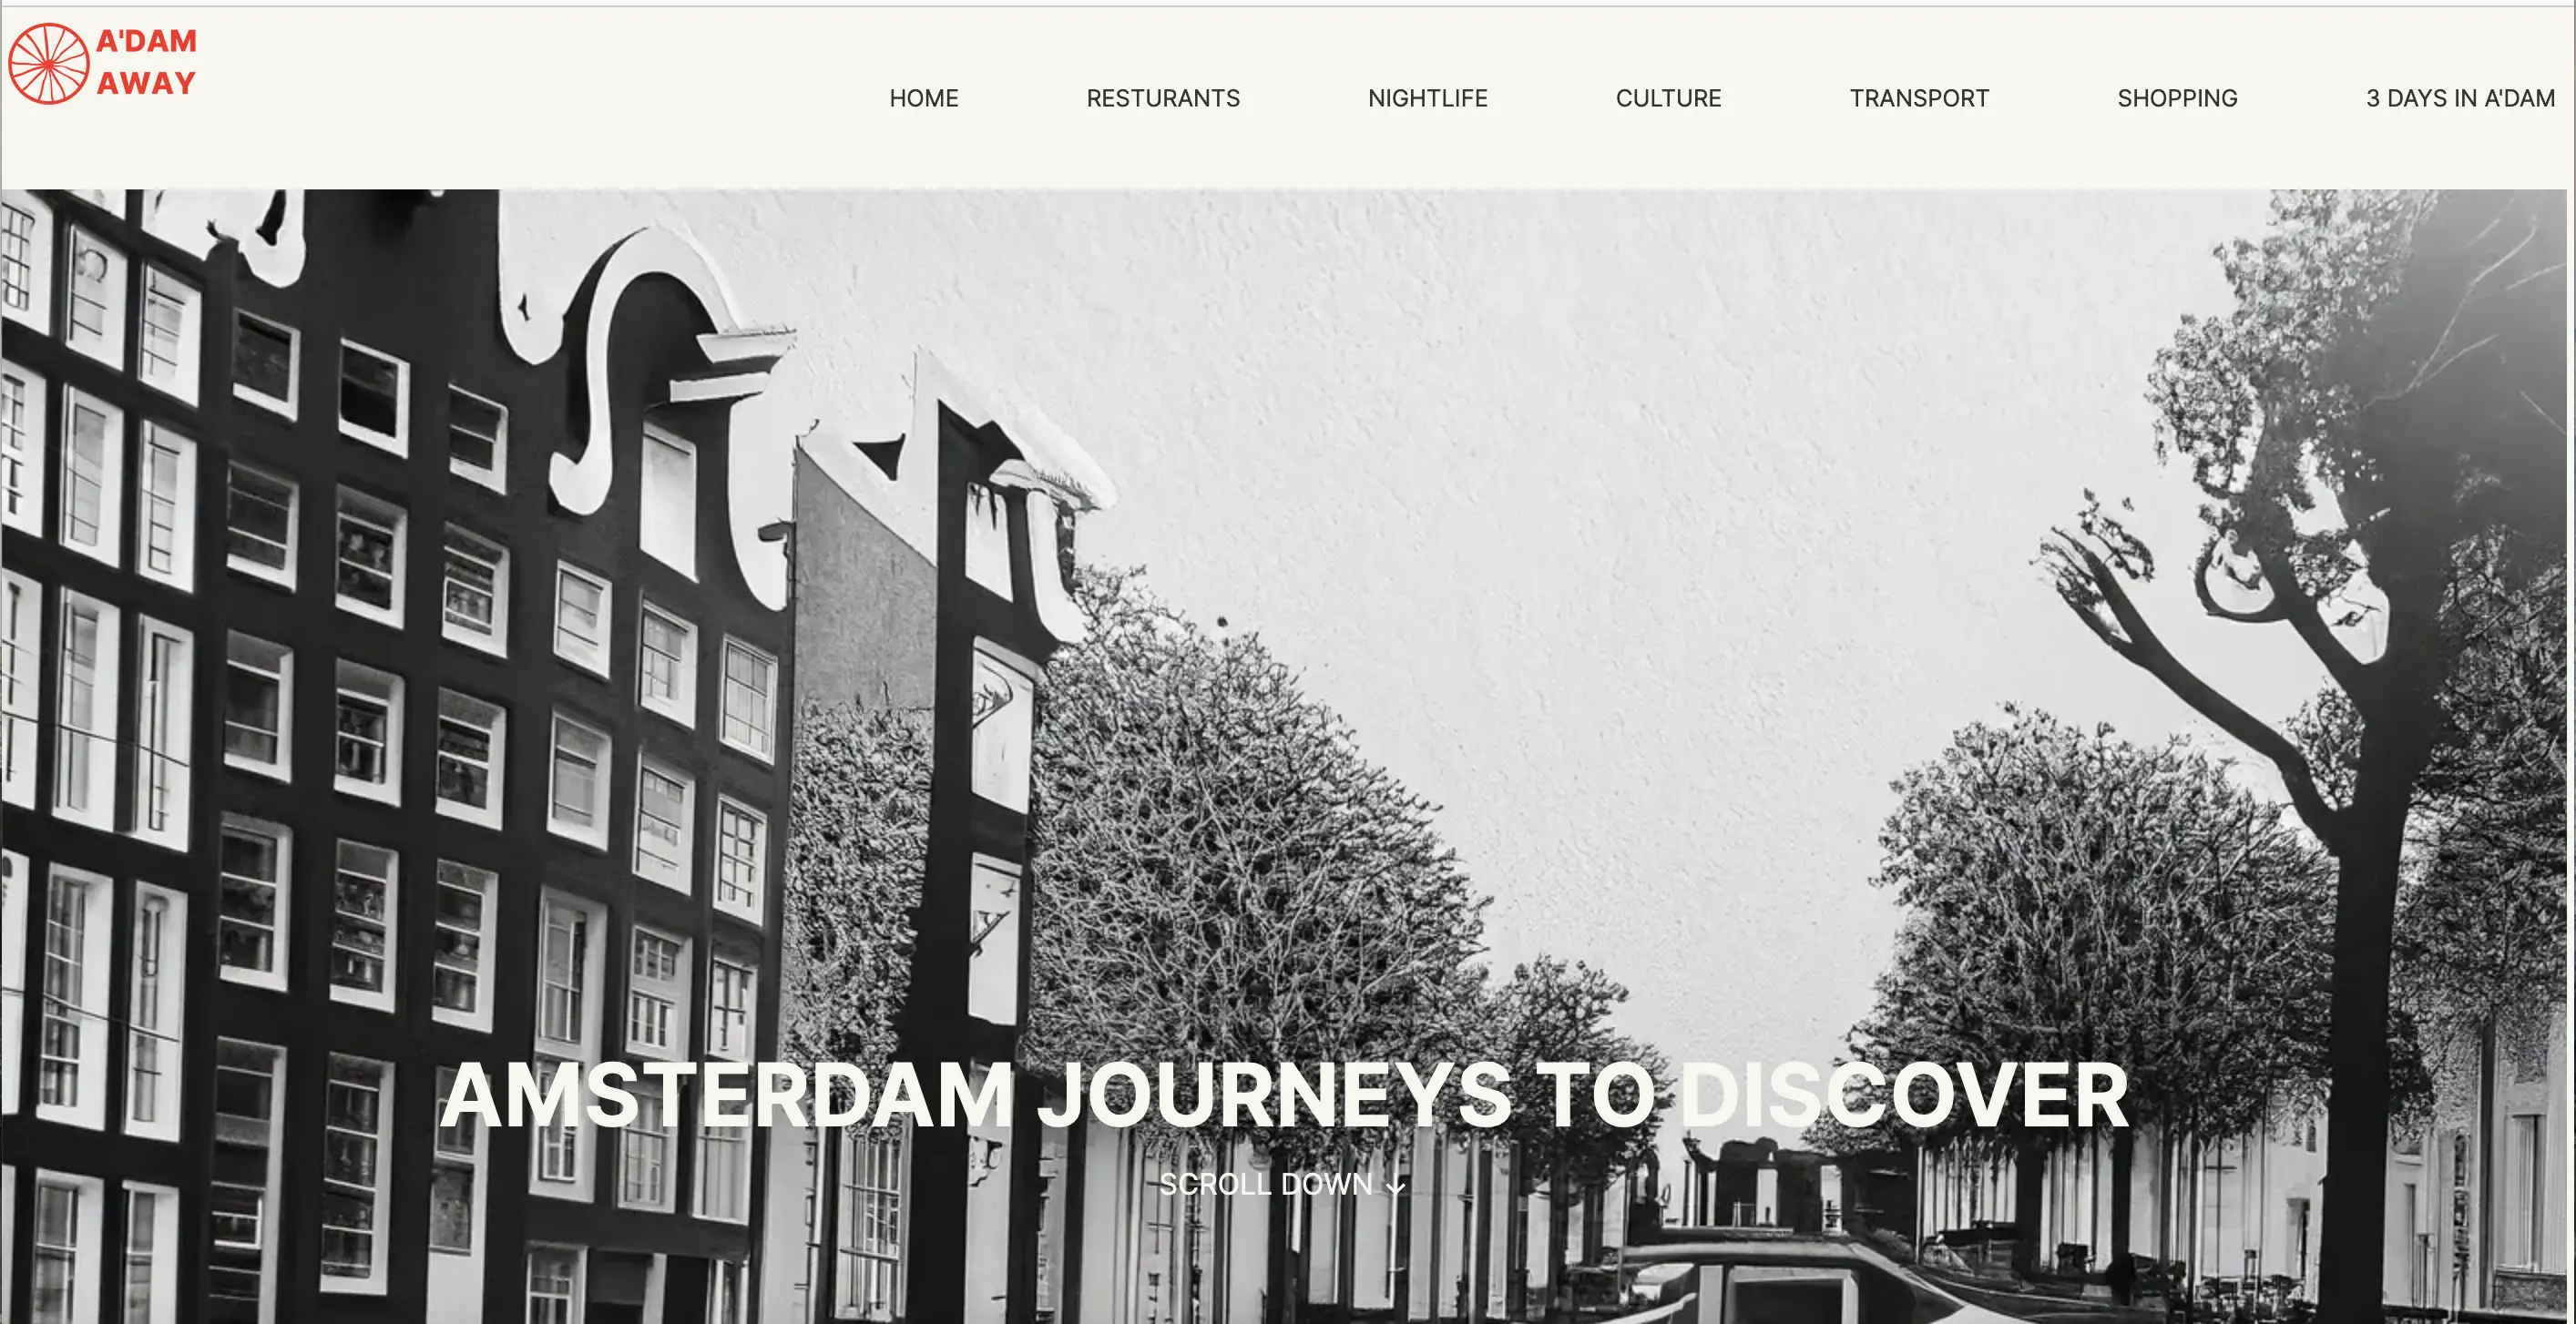 A'DAM
AWAY
HOME RESTURANTS NIGHTLIFE CULTURE TRANSPORT SHOPPING 3 DAYS IN A'DAM
AMSTERDAM JOURNEYS TO DISCOVER
SCROLL DOWN ↓